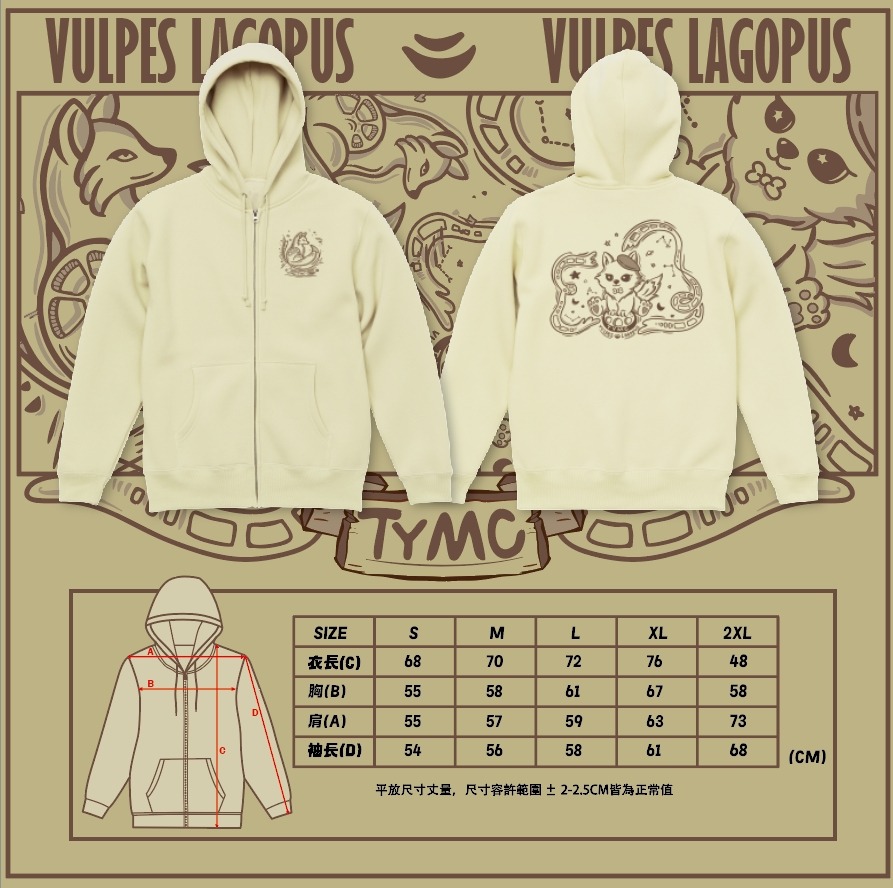 VULPES LAGOPUS VULPES LAGOPUS
TYMC
SIZE S M L XL 2XL
衣長(C) 68 70 72 76 48
胸(B) 55 58 61 67 58
肩(A) 55 57 59 63 73
袖長(D) 54 56 58 61 68
(CM)
A
B
D
C
平放尺寸丈量，尺寸容許範圍 ± 2-2.5CM皆為正常值